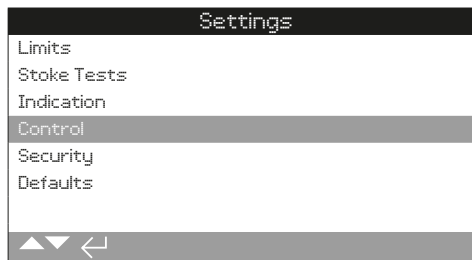 Settings
Limits
Stoke Tests
Indication
Control
Security
Defaults